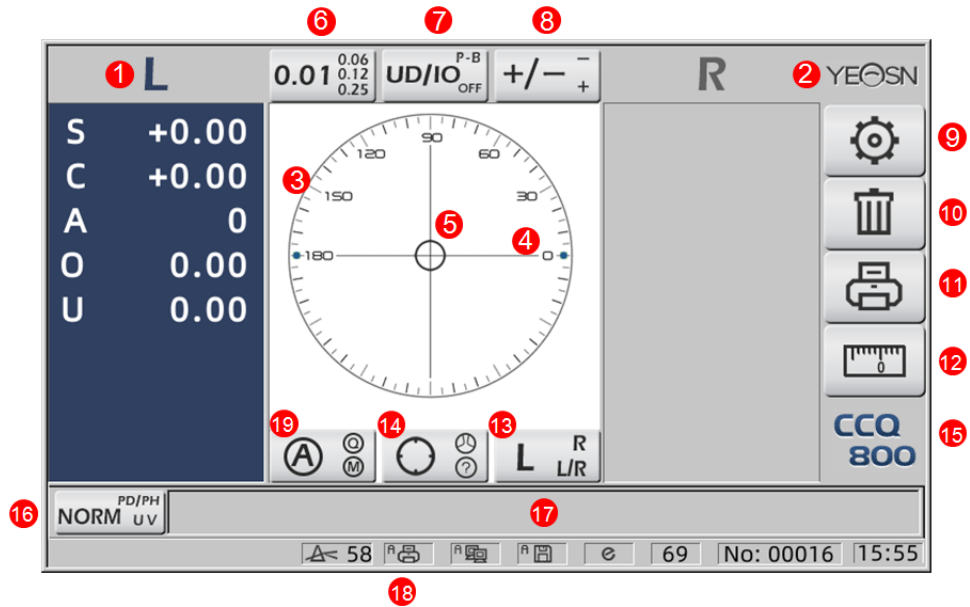 6 7 8
1 L 0.01 0.06 0.12 0.25 UD/IO P-B OFF +/- - + R 2 YEOSN
S +0.00
C +0.00
A 0
O 0.00
U 0.00
90
120 60
3 150 30
5 4
180 0
9
10
11
12 0
19 A Q M 14 ? 13 L R L/R
CCQ 15
800
16 NORM PD/PH UV 17
58 A A A e 69 No: 00016 15:55
18